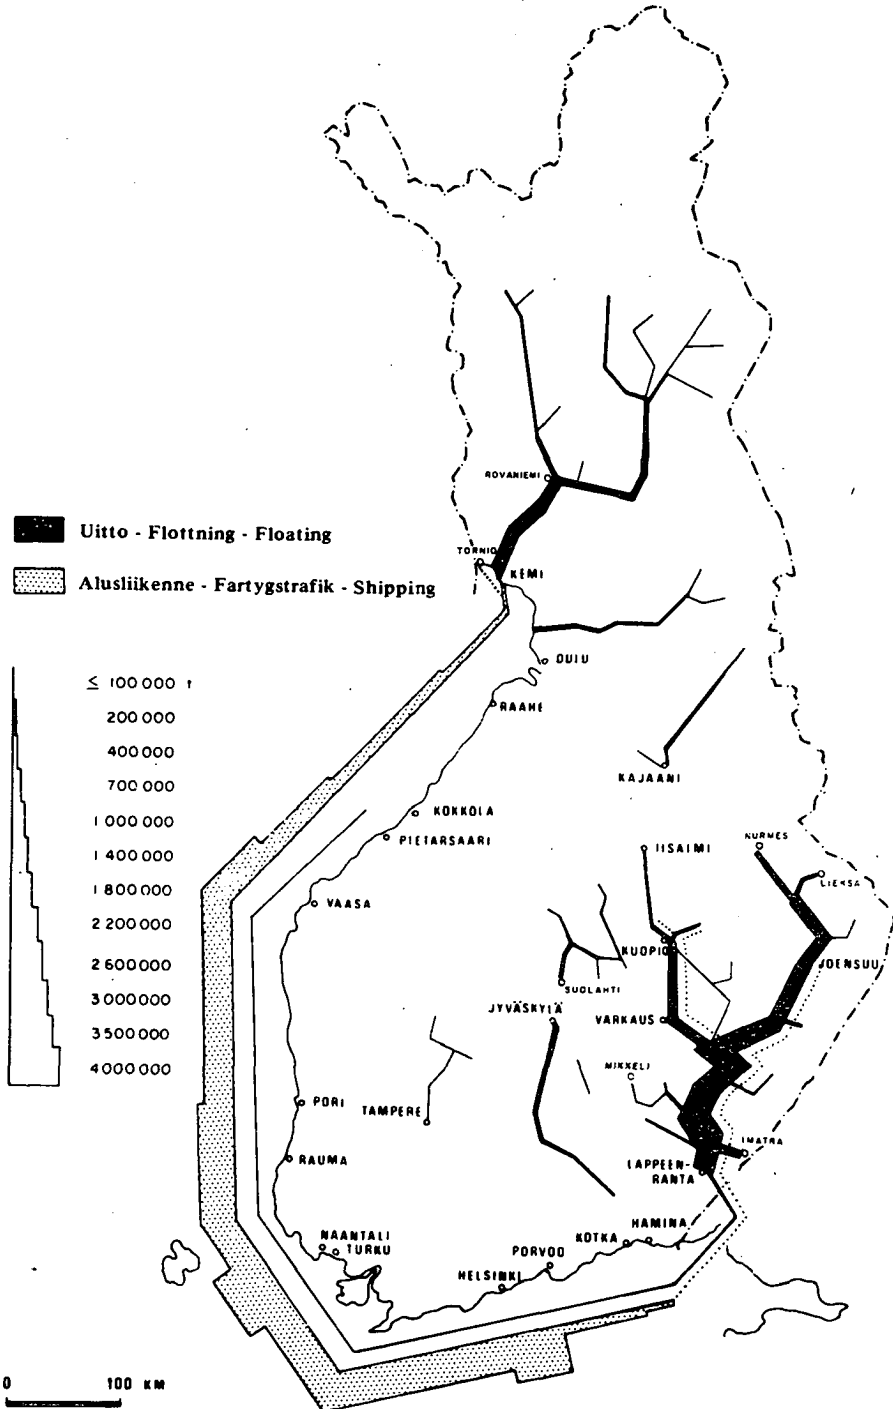 ROVANIEMI
Uitto - Flottning - Floating
TORNIO
KEMI
Alusliikenne - Fartygstrafik - Shipping
OULU
≤ 100 000 t
200 000
400 000
700 000
1 000 000
1 400 000
1 800 000
2 200 000
2 600 000
3 000 000
3 500 000
4 000 000
RAAHE
KAJAANI
KOKKOLA
PIETARSAARI
IISALMI
NURMES
LIEKSA
VAASA
KUOPIO
JOENSUU
SUOLAHTI
JYVÄSKYLÄ
VARKAUS
MIKKELI
PORI
TAMPERE
IMATRA
RAUMA
LAPPEEN-
RANTA
HAMINA
KOTKA
NAANTALI
TURKU
PORVOO
HELSINKI
0 100 KM